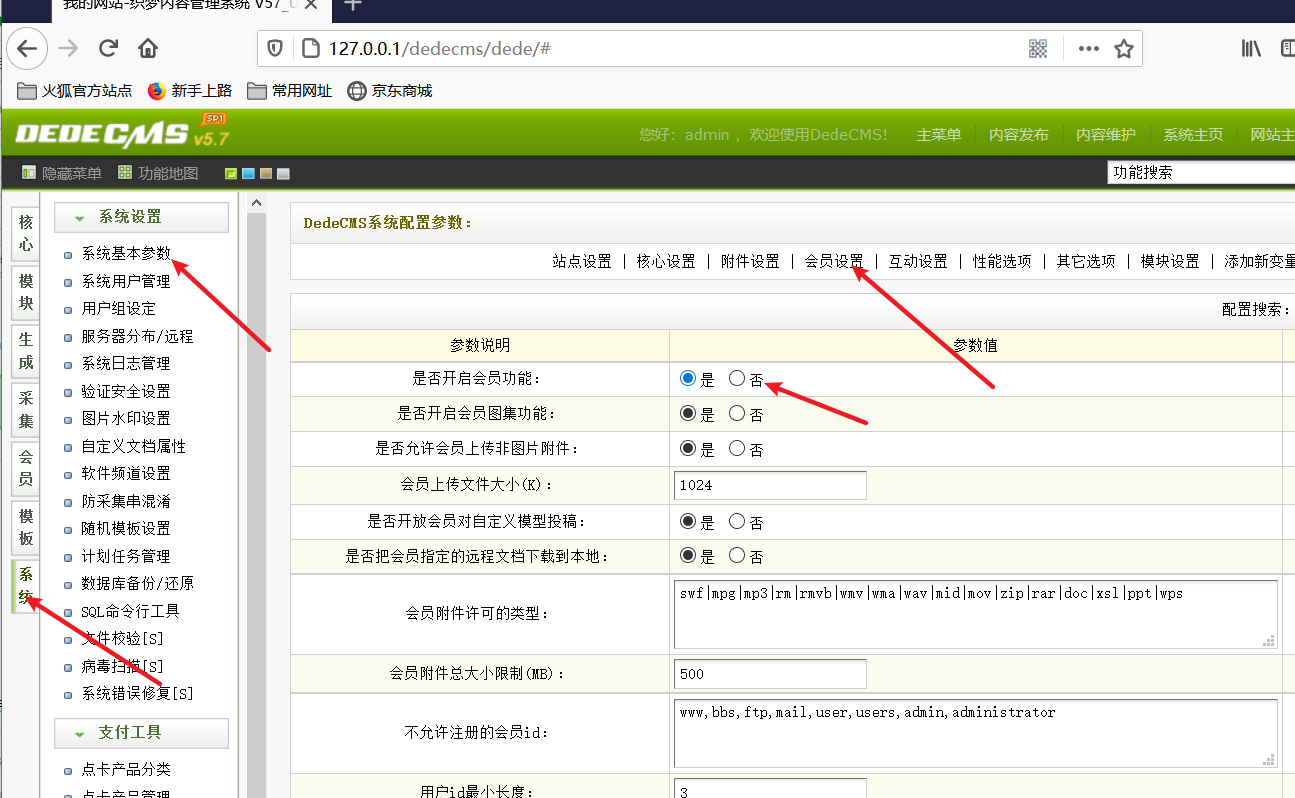 我的网站-织梦内容管理系统 V57_U
127.0.0.1/dedecms/dede/#
火狐官方站点 新手上路 常用网址 京东商城
DEDECMS v5.7 SP1
您好：admin ，欢迎使用DedeCMS！ 主菜单 内容发布 内容维护 系统主页 网站主
隐藏菜单 功能地图 功能搜索
核心
模块
生成
采集
会员
模板
系统
系统设置
系统基本参数
系统用户管理
用户组设定
服务器分布/远程
系统日志管理
验证安全设置
图片水印设置
自定义文档属性
软件频道设置
防采集串混淆
随机模板设置
计划任务管理
数据库备份/还原
SQL命令行工具
文件校验[S]
病毒扫描[S]
系统错误修复[S]
支付工具
点卡产品分类
点卡产品管理
DedeCMS系统配置参数：
站点设置 | 核心设置 | 附件设置 | 会员设置 | 互动设置 | 性能选项 | 其它选项 | 模块设置 | 添加新变量
配置搜索：
参数说明 参数值
是否开启会员功能： 是 否
是否开启会员图集功能： 是 否
是否允许会员上传非图片附件： 是 否
会员上传文件大小(K)： 1024
是否开放会员对自定义模型投稿： 是 否
是否把会员指定的远程文档下载到本地： 是 否
会员附件许可的类型： swf|mpg|mp3|rm|rmvb|wmv|wma|wav|mid|mov|zip|rar|doc|xsl|ppt|wps
会员附件总大小限制(MB)： 500
不允许注册的会员id： www,bbs,ftp,mail,user,users,admin,administrator
用户id最小长度： 3